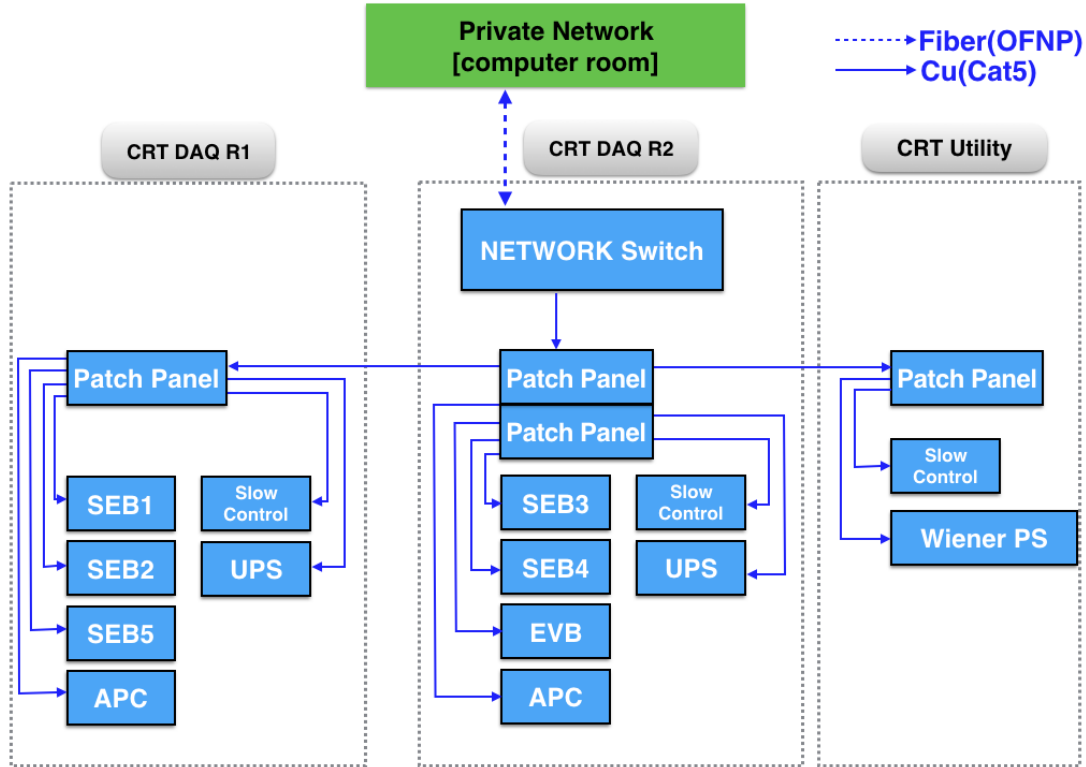 Private Network
[computer room]
Fiber(OFNP)
Cu(Cat5)
CRT DAQ R1
CRT DAQ R2
CRT Utility
NETWORK Switch
Patch Panel
Patch Panel
Patch Panel
Patch Panel
SEB1
Slow
Control
SEB2
UPS
SEB5
APC
SEB3
Slow
Control
SEB4
UPS
EVB
APC
Slow
Control
Wiener PS